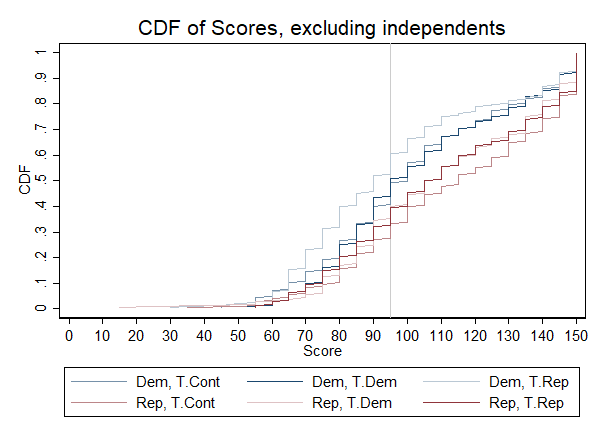 CDF of Scores, excluding independents
1
.9
.8
.7
.6
.5
.4
.3
.2
.1
0
CDF
0 10 20 30 40 50 60 70 80 90 100 110 120 130 140 150
Score
Dem, T.Cont Dem, T.Dem Dem, T.Rep
Rep, T.Cont Rep, T.Dem Rep, T.Rep